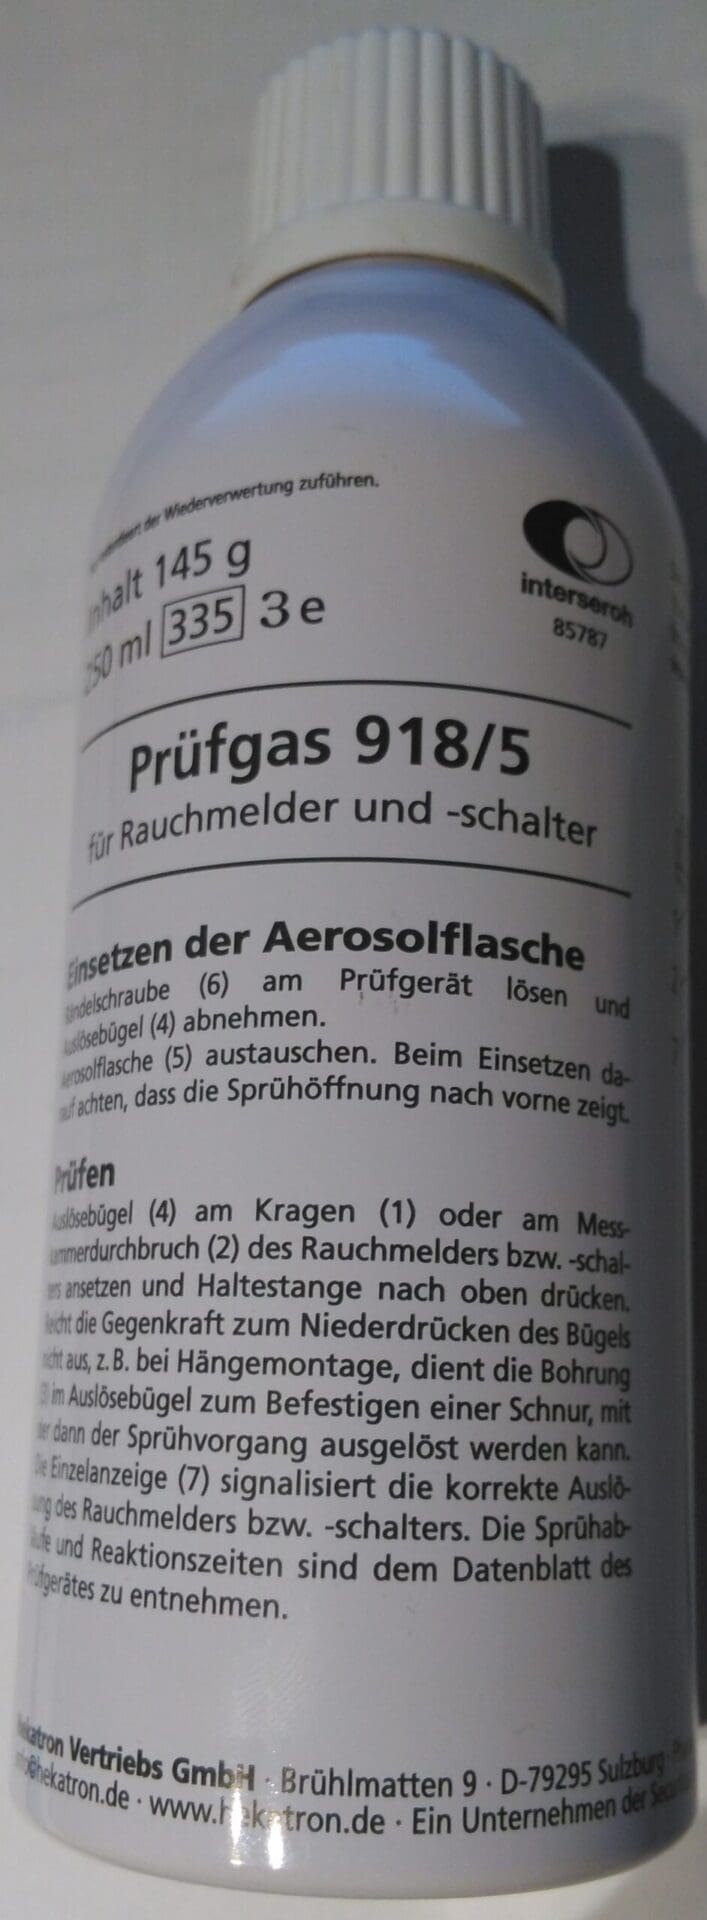 der Wiederverwertung zuführen.
Inhalt 145 g
250 ml 335 3 e
interseroh
85787
Prüfgas 918/5
für Rauchmelder und -schalter
Einsetzen der Aerosolflasche
Rändelschraube (6) am Prüfgerät lösen und
Auslösebügel (4) abnehmen.
Aerosolflasche (5) austauschen. Beim Einsetzen da-
rauf achten, dass die Sprühöffnung nach vorne zeigt.
Prüfen
Auslösebügel (4) am Kragen (1) oder am Mess-
kammerdurchbruch (2) des Rauchmelders bzw. -schal-
ters ansetzen und Haltestange nach oben drücken.
Reicht die Gegenkraft zum Niederdrücken des Bügels
nicht aus, z. B. bei Hängemontage, dient die Bohrung
(3) im Auslösebügel zum Befestigen einer Schnur, mit
der dann der Sprühvorgang ausgelöst werden kann.
Die Einzelanzeige (7) signalisiert die korrekte Auslö-
sung des Rauchmelders bzw. -schalters. Die Sprühab-
läufe und Reaktionszeiten sind dem Datenblatt des
Prüfgerätes zu entnehmen.
Hekatron Vertriebs GmbH · Brühlmatten 9 · D-79295 Sulzburg
info@hekatron.de · www.hekatron.de · Ein Unternehmen der